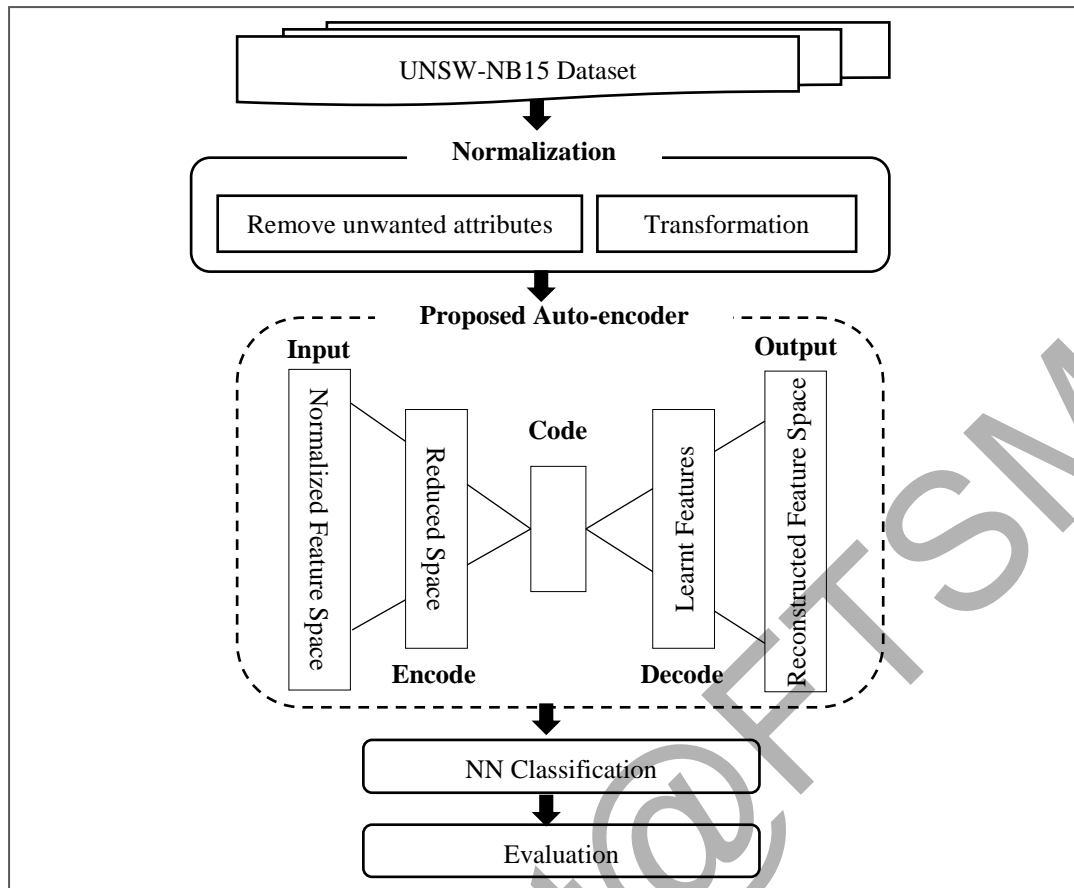 UNSW-NB15 Dataset
Normalization
Remove unwanted attributes
Transformation
Proposed Auto-encoder
Input
Output
Normalized Feature Space
Reduced Space
Code
Learnt Features
Reconstructed Feature Space
Encode
Decode
NN Classification
Evaluation
@FTSM